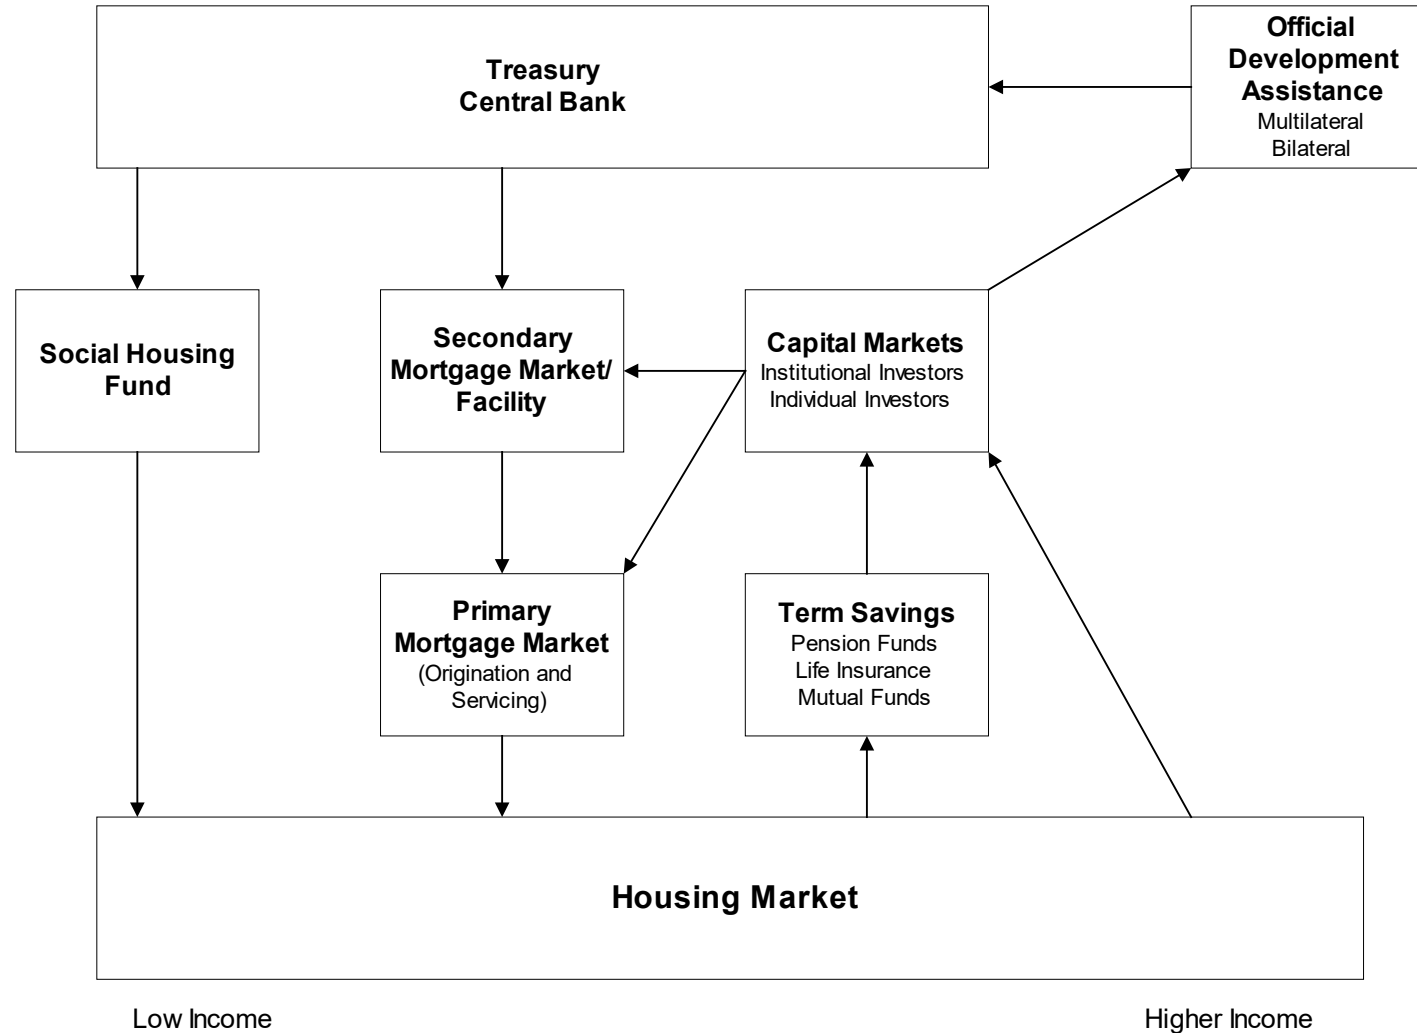 Treasury
Central Bank
Official
Development
Assistance
Multilateral
Bilateral
Social Housing
Fund
Secondary
Mortgage Market/
Facility
Capital Markets
Institutional Investors
Individual Investors
Primary
Mortgage Market
(Origination and
Servicing)
Term Savings
Pension Funds
Life Insurance
Mutual Funds
Housing Market
Low Income
Higher Income